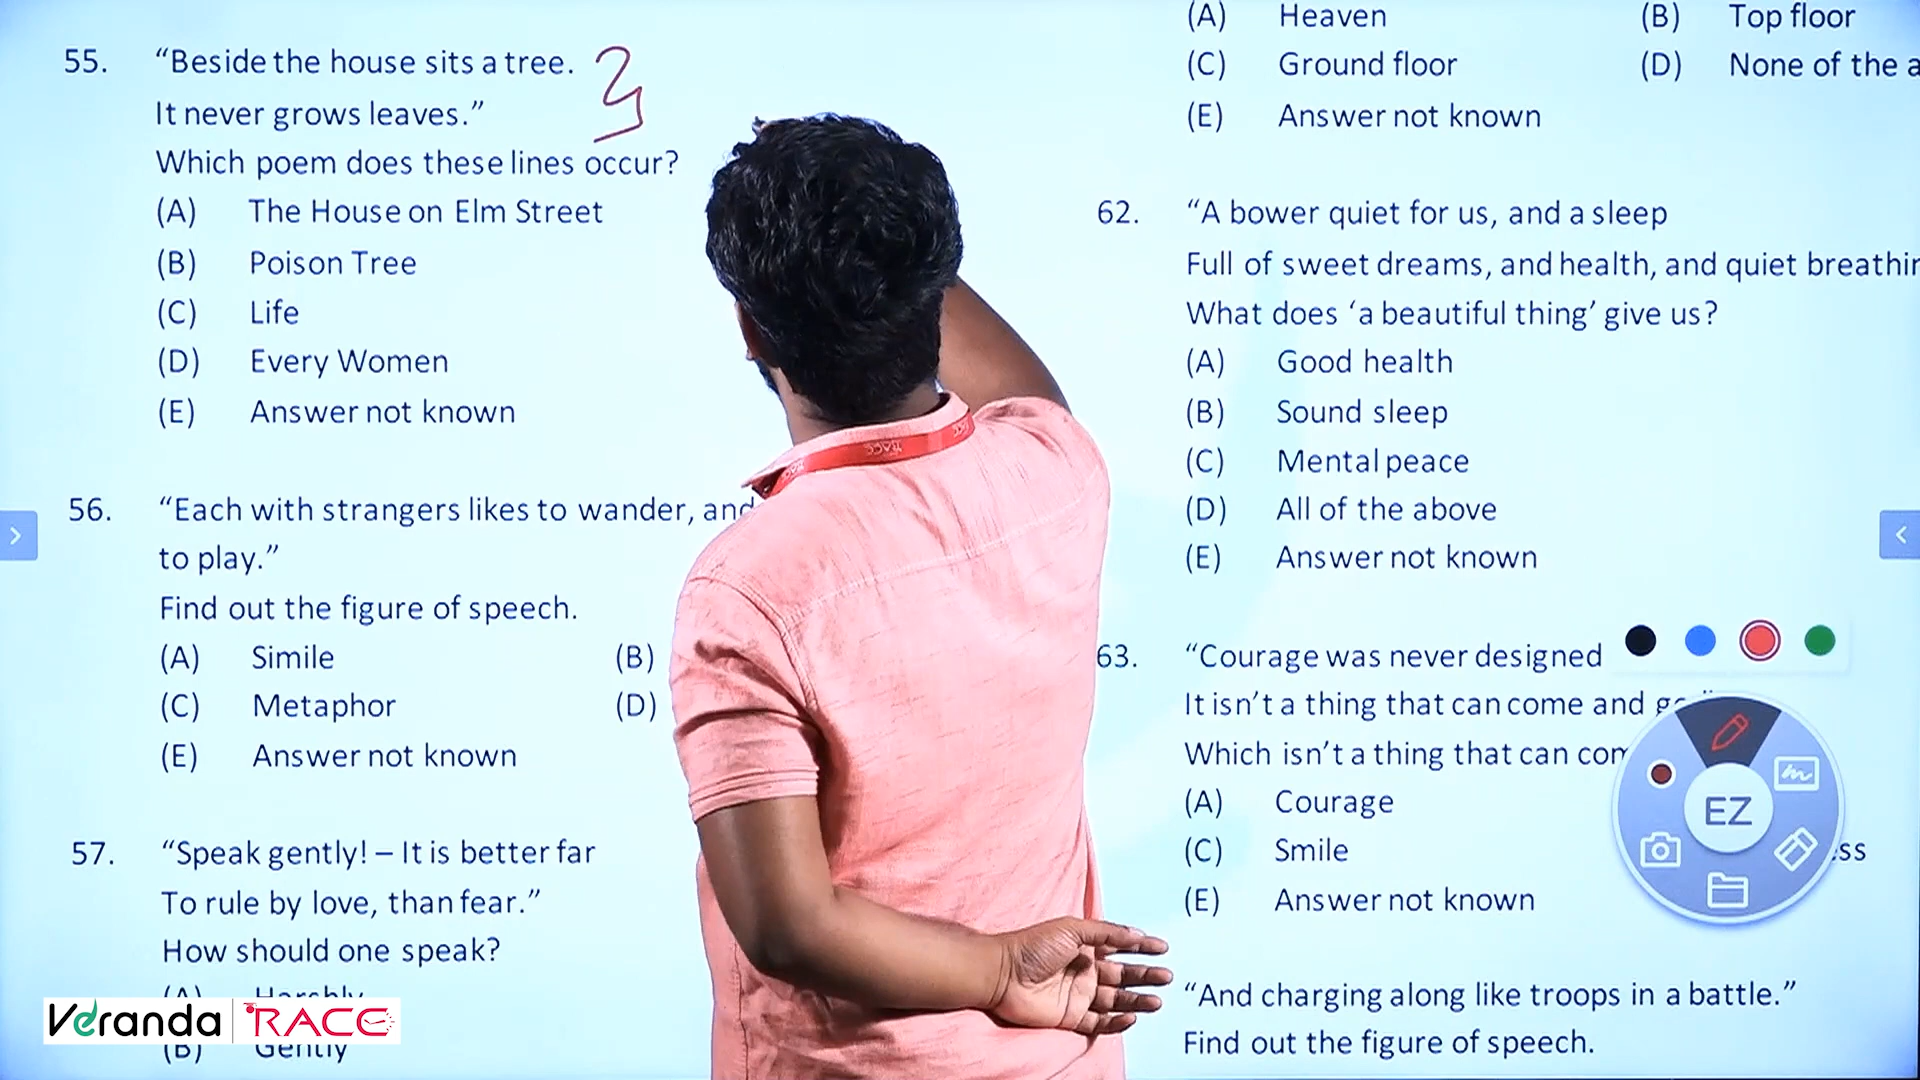 55. “Beside the house sits a tree.
It never grows leaves.”
Which poem does these lines occur?
(A) The House on Elm Street
(B) Poison Tree
(C) Life
(D) Every Women
(E) Answer not known
56. “Each with strangers likes to wander, and
to play.”
Find out the figure of speech.
(A) Simile (B)
(C) Metaphor (D)
(E) Answer not known
57. “Speak gently! – It is better far
To rule by love, than fear.”
How should one speak?
(A) Harshly
(B) Gently
Veranda RACE
(A) Heaven (B) Top floor
(C) Ground floor (D) None of the
(E) Answer not known
62. “A bower quiet for us, and a sleep
Full of sweet dreams, and health, and quiet
What does ‘a beautiful thing’ give us?
(A) Good health
(B) Sound sleep
(C) Mental peace
(D) All of the above
(E) Answer not known
63. “Courage was never designed
It isn’t a thing that can come and
Which isn’t a thing that can
(A) Courage
(C) Smile
(E) Answer not known
EZ
“And charging along like troops in a battle.”
Find out the figure of speech.